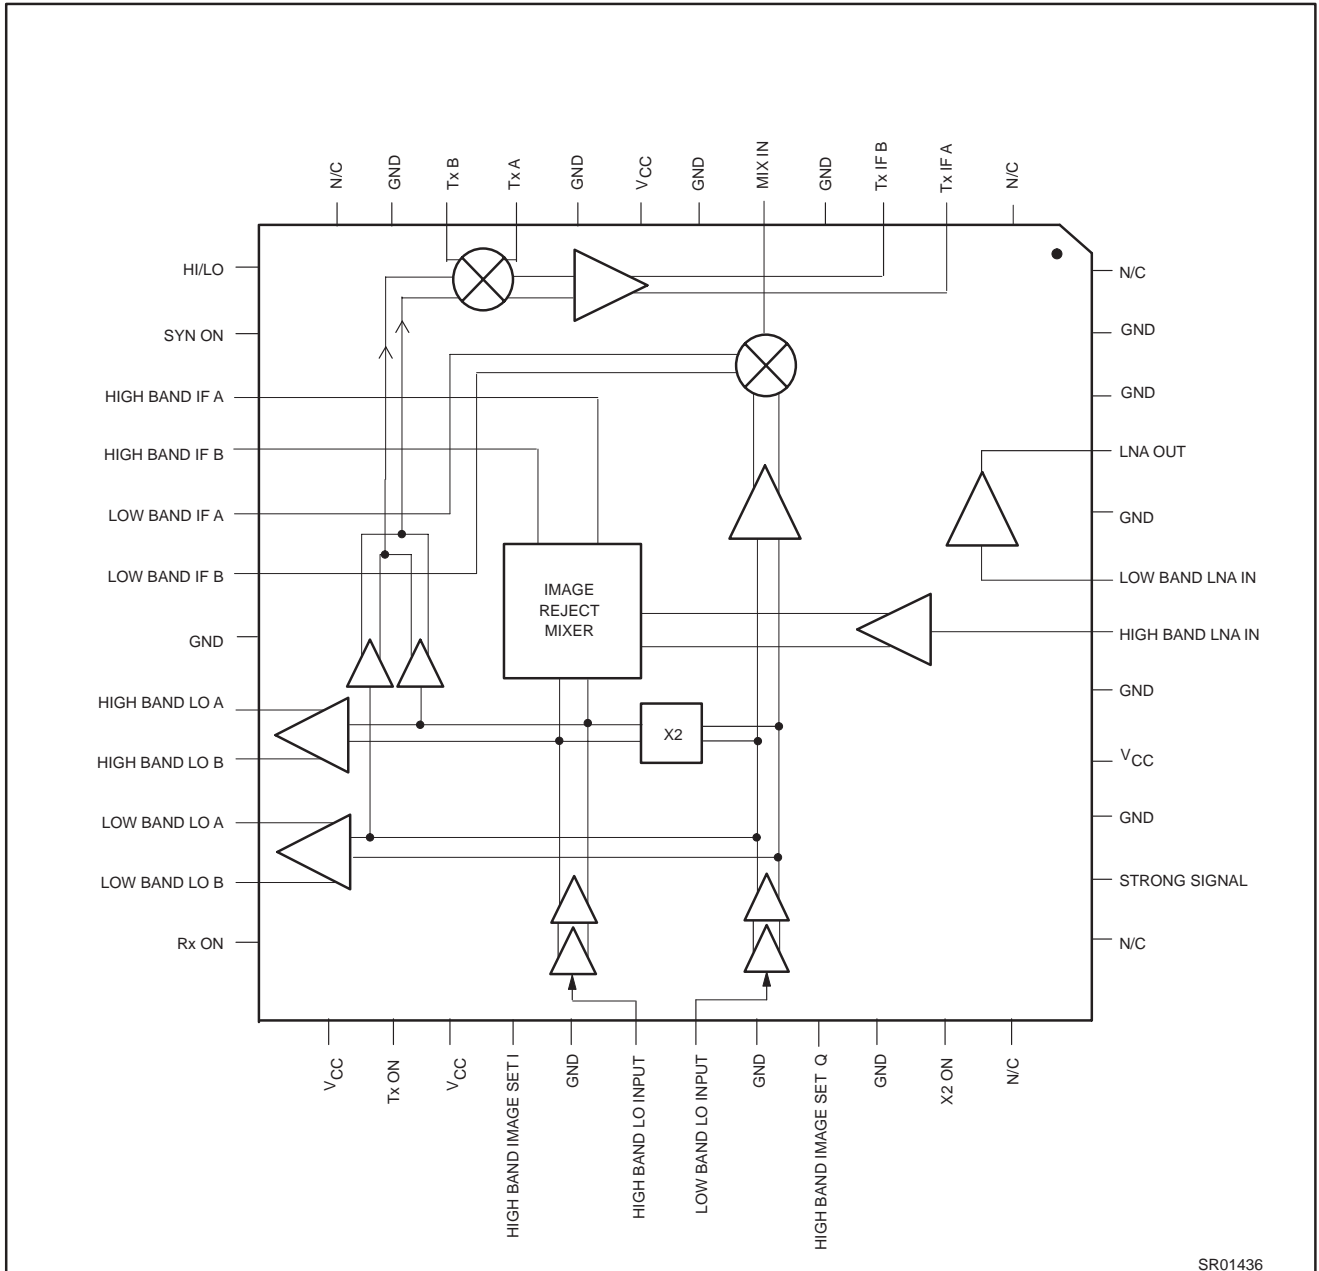 N/C
GND
Tx B
Tx A
GND
VCC
GND
MIX IN
GND
Tx IF B
Tx IF A
N/C
HI/LO
SYN ON
HIGH BAND IF A
HIGH BAND IF B
LOW BAND IF A
LOW BAND IF B
GND
HIGH BAND LO A
HIGH BAND LO B
LOW BAND LO A
LOW BAND LO B
Rx ON
IMAGE
REJECT
MIXER
X2
N/C
GND
GND
LNA OUT
GND
LOW BAND LNA IN
HIGH BAND LNA IN
GND
VCC
GND
STRONG SIGNAL
N/C
VCC
Tx ON
VCC
HIGH BAND IMAGE SET I
GND
HIGH BAND LO INPUT
LOW BAND LO INPUT
GND
HIGH BAND IMAGE SET Q
GND
X2 ON
N/C
SR01436